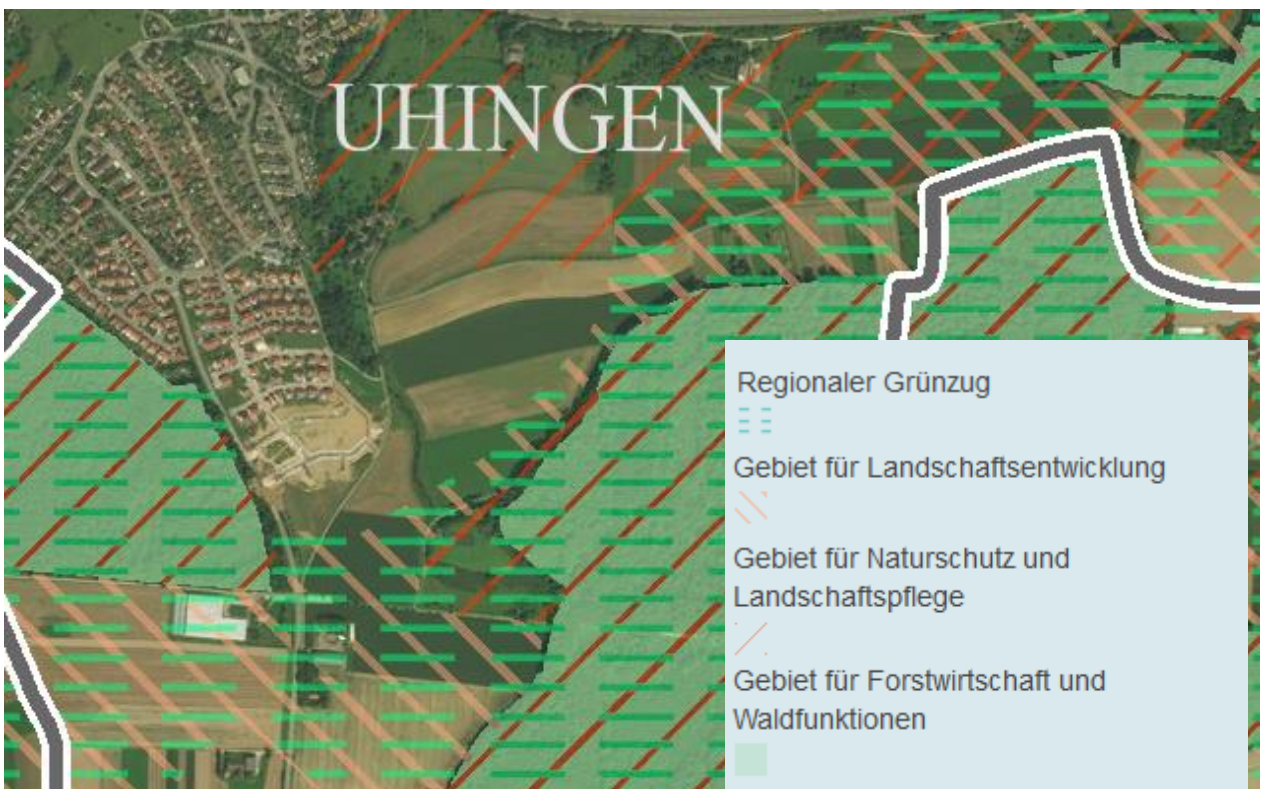 UHINGEN
Regionaler Grünzug
Gebiet für Landschaftsentwicklung
Gebiet für Naturschutz und
Landschaftspflege
Gebiet für Forstwirtschaft und
Waldfunktionen